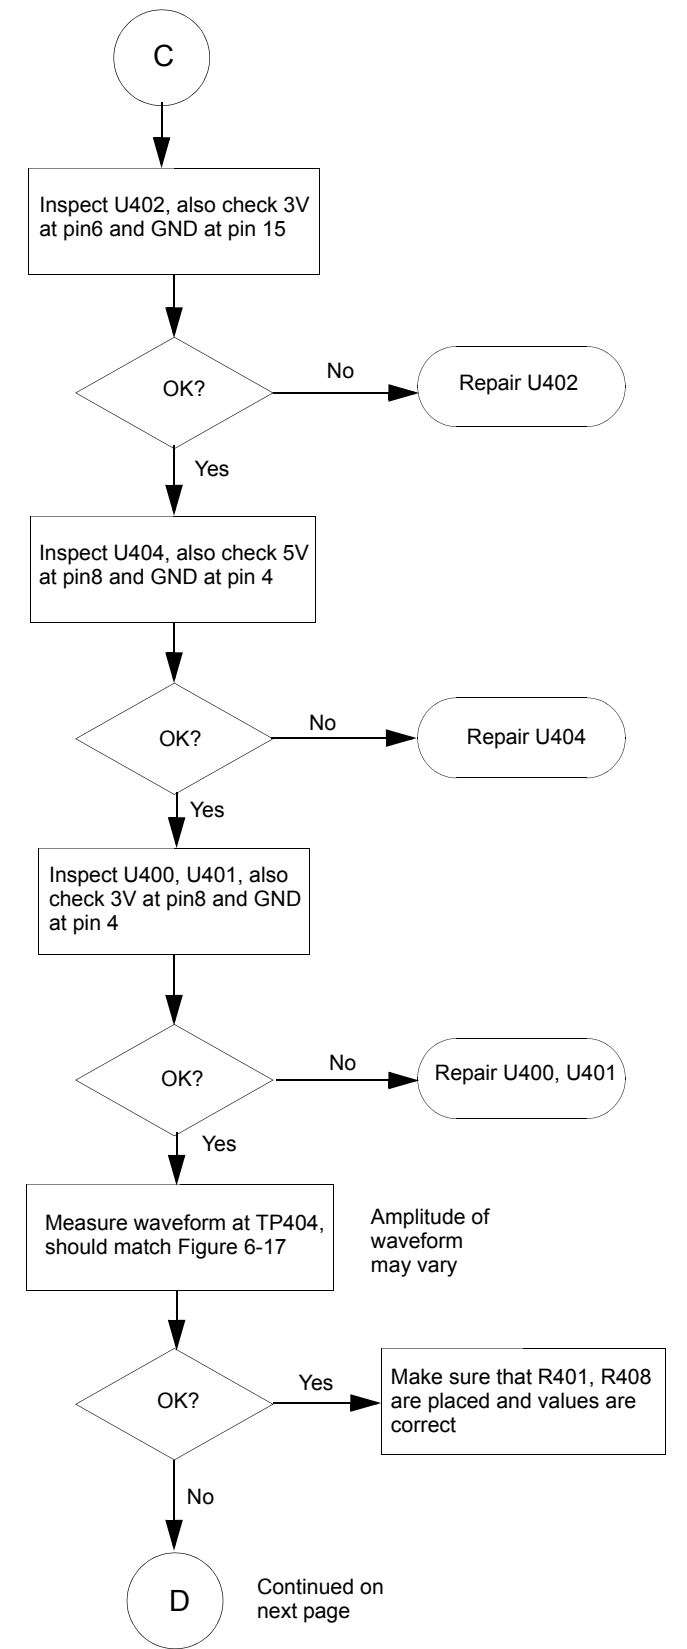 C
Inspect U402, also check 3V
at pin6 and GND at pin 15
OK?
No
Repair U402
Yes
Inspect U404, also check 5V
at pin8 and GND at pin 4
OK?
No
Repair U404
Yes
Inspect U400, U401, also
check 3V at pin8 and GND
at pin 4
OK?
No
Repair U400, U401
Yes
Measure waveform at TP404,
should match Figure 6-17
Amplitude of
waveform
may vary
OK?
Yes
Make sure that R401, R408
are placed and values are
correct
No
D
Continued on
next page